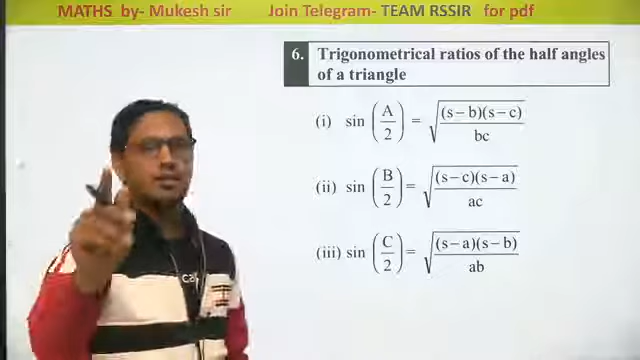 MATHS by- Mukesh sir Join Telegram- TEAM RSSIR for pdf
6. Trigonometrical ratios of the half angles
of a triangle
(i) sin (A/2) = √((s−b)(s−c)/bc)
(ii) sin (B/2) = √((s−c)(s−a)/ac)
(iii) sin (C/2) = √((s−a)(s−b)/ab)